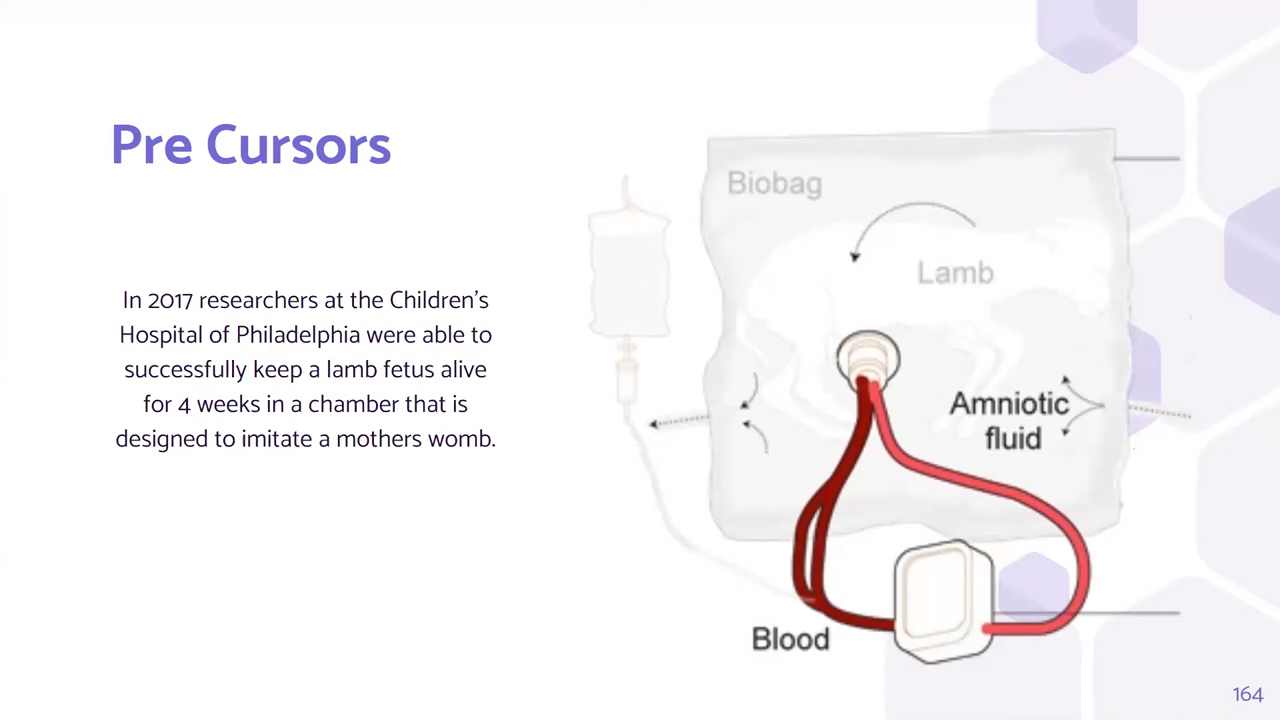 Pre Cursors
In 2017 researchers at the Children's
Hospital of Philadelphia were able to
successfully keep a lamb fetus alive
for 4 weeks in a chamber that is
designed to imitate a mothers womb.
Biobag
Lamb
Amniotic
fluid
Blood
164